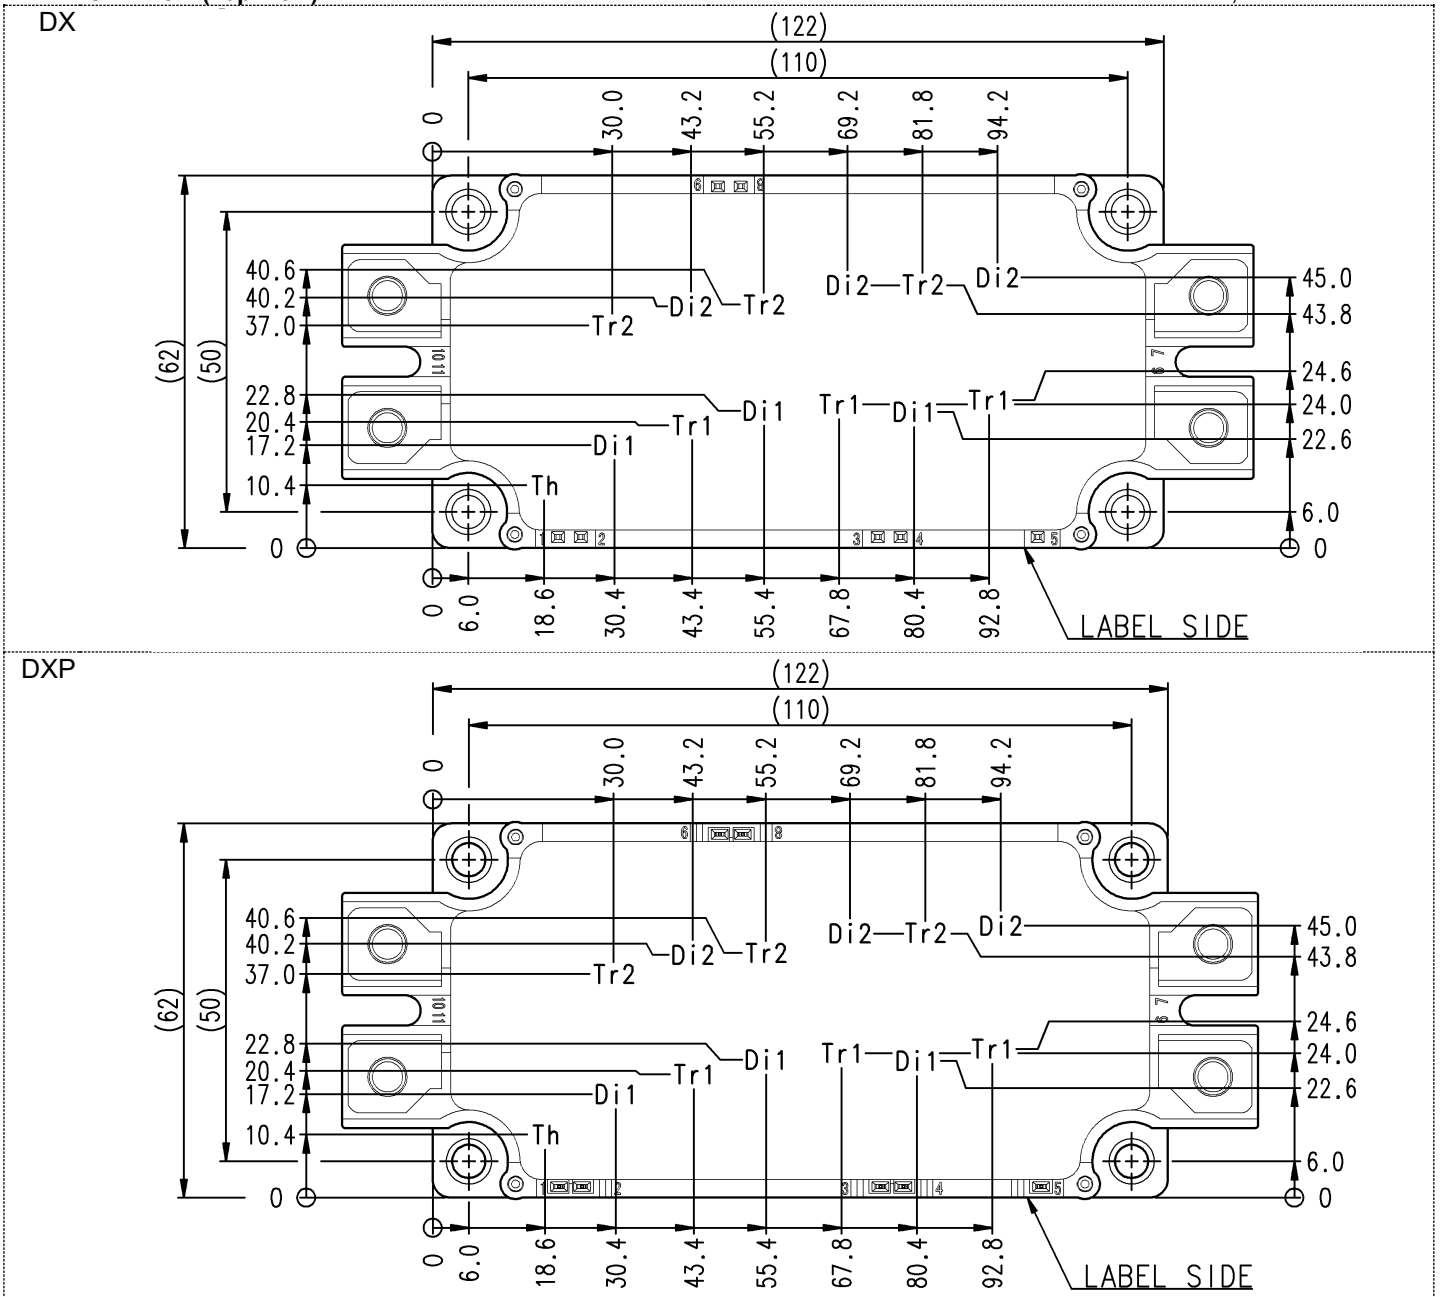 DX
(122)
(110)
0 30.0 43.2 55.2 69.2 81.8 94.2
6 8
(62) (50)
40.6
40.2
37.0
22.8
20.4
17.2
10.4
0
Di2 Tr2 Di2
Di2 Tr2
Tr2
Tr1 Di1 Tr1
Di1
Tr1
Di1
Th
10 11
7
9
45.0
43.8
24.6
24.0
22.6
6.0
0
1 2 3 4 5
0 6.0 18.6 30.4 43.4 55.4 67.8 80.4 92.8
LABEL SIDE
DXP
(122)
(110)
0 30.0 43.2 55.2 69.2 81.8 94.2
6 8
(62) (50)
40.6
40.2
37.0
22.8
20.4
17.2
10.4
0
Di2 Tr2 Di2
Di2 Tr2
Tr2
Tr1 Di1 Tr1
Di1
Tr1
Di1
Th
10 11
7
9
45.0
43.8
24.6
24.0
22.6
6.0
0
1 2 3 4 5
0 6.0 18.6 30.4 43.4 55.4 67.8 80.4 92.8
LABEL SIDE